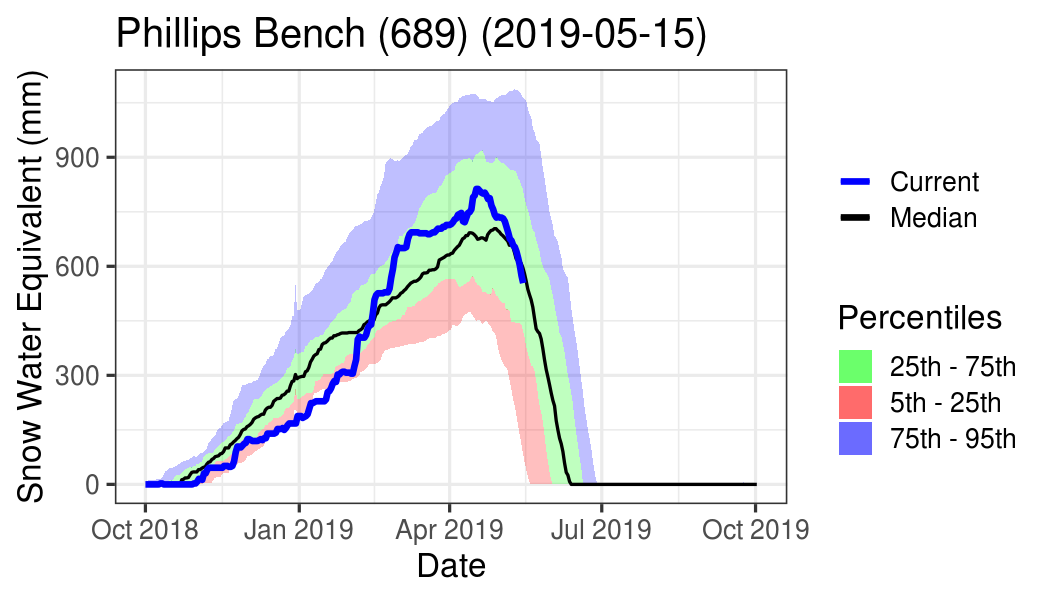 Phillips Bench (689) (2019-05-15)
Snow Water Equivalent (mm)
900
600
300
0
Oct 2018
Jan 2019
Apr 2019
Jul 2019
Oct 2019
Date
Current
Median
Percentiles
25th - 75th
5th - 25th
75th - 95th